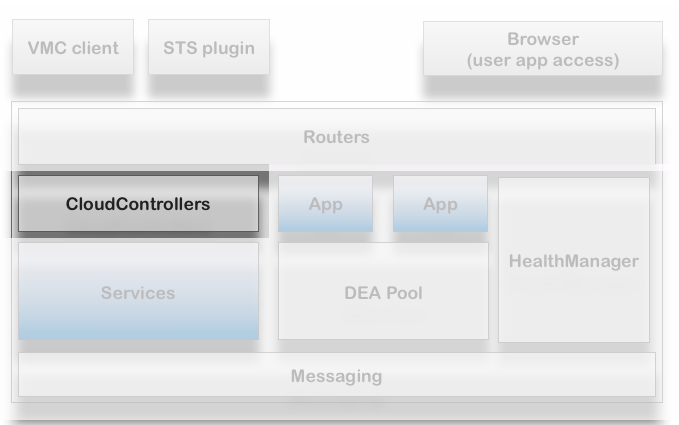 VMC client
STS plugin
Browser
(user app access)
Routers
CloudControllers
App
App
HealthManager
Services
DEA Pool
Messaging